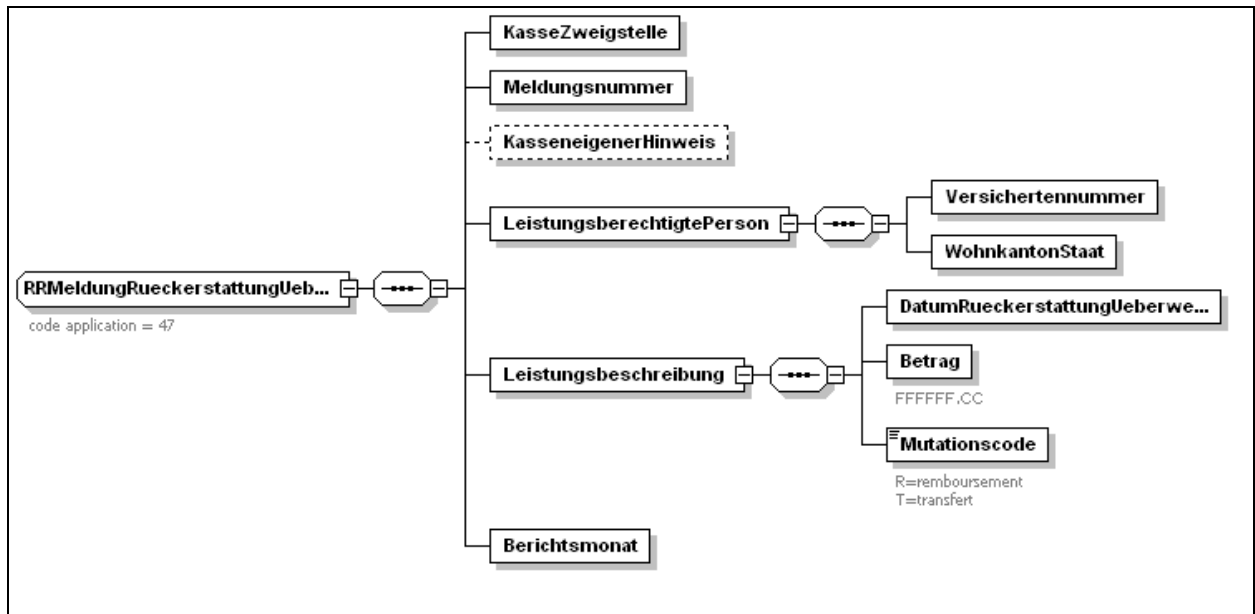 KasseZweigstelle
Meldungsnummer
KasseneigenerHinweis
LeistungsberechtigtePerson
Versichertennummer
WohnkantonStaat
RRMeldungRueckerstattungUeb...
code application = 47
Leistungsbeschreibung
DatumRueckerstattungUeberwe...
Betrag
FFFFFF.CC
Mutationscode
R=remboursement
T=transfert
Berichtsmonat